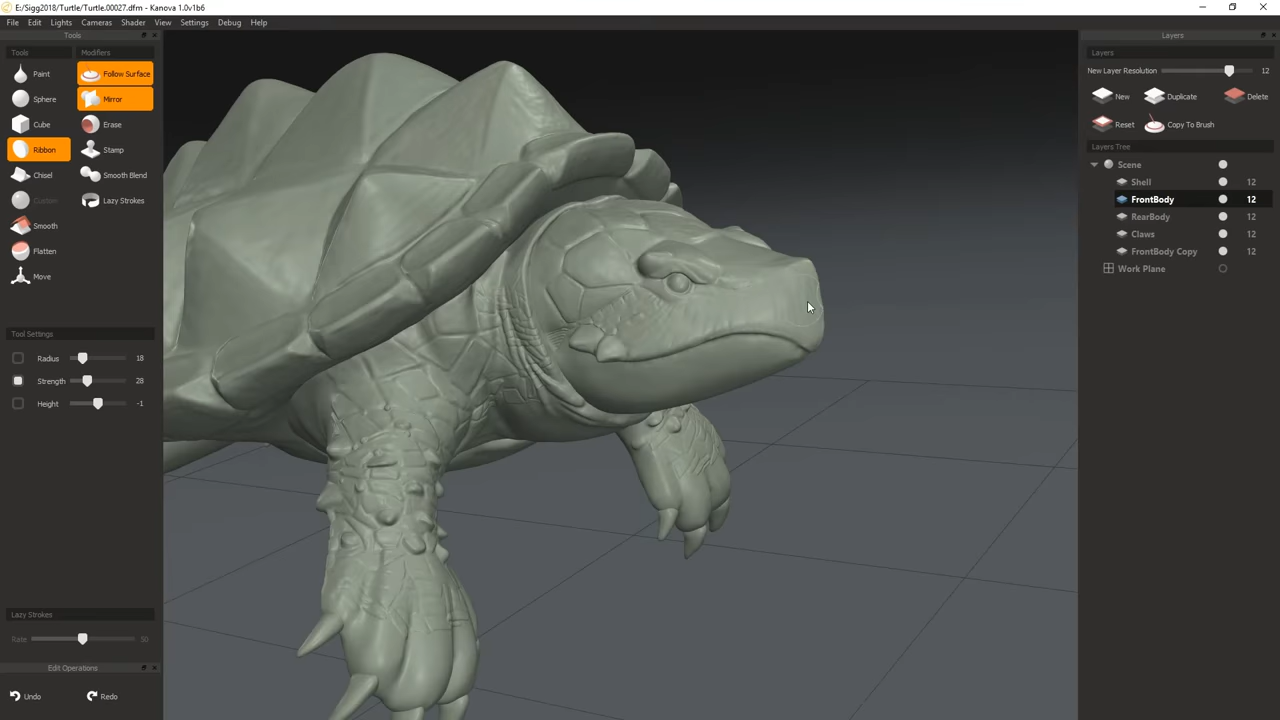 E:/Sigg2018/Turtle/Turtle.00027.dfm - Kanova 1.0v1b6
File Edit Lights Cameras Shader View Settings Debug Help
Tools
Tools Modifiers
Paint Follow Surface
Sphere Mirror
Cube Erase
Ribbon Stamp
Chisel Smooth Blend
Custom Lazy Strokes
Smooth
Flatten
Move
Tool Settings
Radius 18
Strength 28
Height -1
Lazy Strokes
Rate 50
Edit Operations
Undo Redo
Layers
Layers
New Layer Resolution 12
New Duplicate Delete
Reset Copy To Brush
Layers Tree
Scene
Shell 12
FrontBody 12
RearBody 12
Claws 12
FrontBody Copy 12
Work Plane